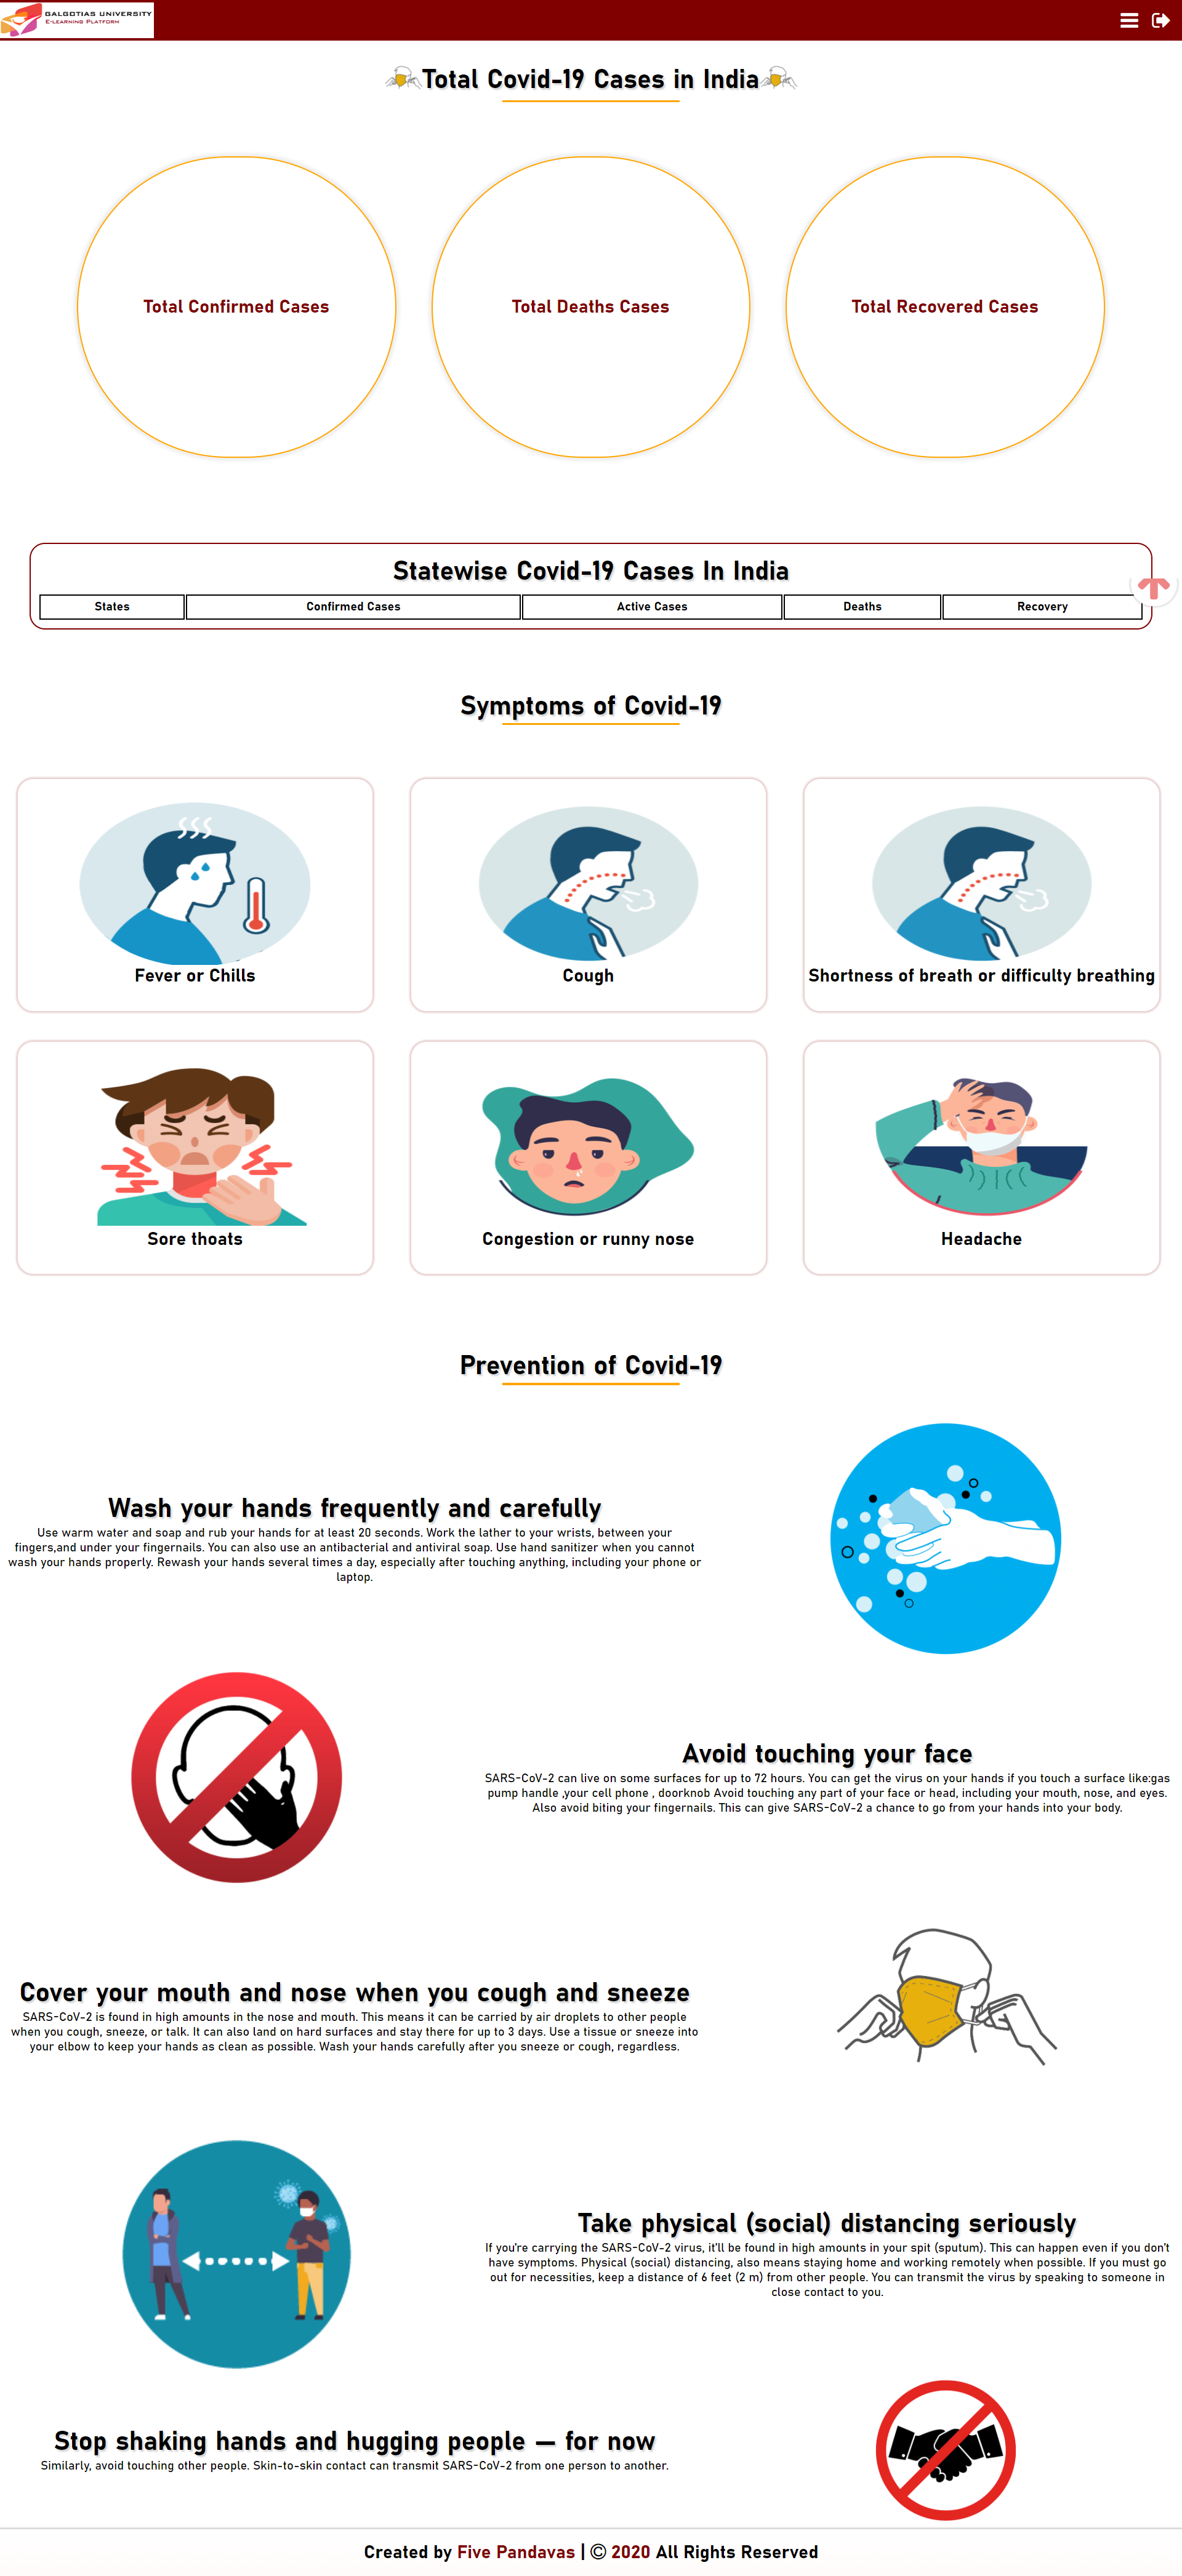 GALGOTIAS UNIVERSITY
E-Learning Platform
Total Covid-19 Cases in India
Total Confirmed Cases
Total Deaths Cases
Total Recovered Cases
Statewise Covid-19 Cases In India
States Confirmed Cases Active Cases Deaths Recovery
Symptoms of Covid-19
Fever or Chills
Cough
Shortness of breath or difficulty breathing
Sore thoats
Congestion or runny nose
Headache
Prevention of Covid-19
Wash your hands frequently and carefully
Use warm water and soap and rub your hands for at least 20 seconds. Work the lather to your wrists, between your
fingers,and under your fingernails. You can also use an antibacterial and antiviral soap. Use hand sanitizer when you cannot
wash your hands properly. Rewash your hands several times a day, especially after touching anything, including your phone or
laptop.
Avoid touching your face
SARS-CoV-2 can live on some surfaces for up to 72 hours. You can get the virus on your hands if you touch a surface like:gas
pump handle ,your cell phone , doorknob Avoid touching any part of your face or head, including your mouth, nose, and eyes.
Also avoid biting your fingernails. This can give SARS-CoV-2 a chance to go from your hands into your body.
Cover your mouth and nose when you cough and sneeze
SARS-CoV-2 is found in high amounts in the nose and mouth. This means it can be carried by air droplets to other people
when you cough, sneeze, or talk. It can also land on hard surfaces and stay there for up to 3 days. Use a tissue or sneeze into
your elbow to keep your hands as clean as possible. Wash your hands carefully after you sneeze or cough, regardless.
Take physical (social) distancing seriously
If you're carrying the SARS-CoV-2 virus, it'll be found in high amounts in your spit (sputum). This can happen even if you don't
have symptoms. Physical (social) distancing, also means staying home and working remotely when possible. If you must go
out for necessities, keep a distance of 6 feet (2 m) from other people. You can transmit the virus by speaking to someone in
close contact to you.
Stop shaking hands and hugging people — for now
Similarly, avoid touching other people. Skin-to-skin contact can transmit SARS-CoV-2 from one person to another.
Created by Five Pandavas | © 2020 All Rights Reserved